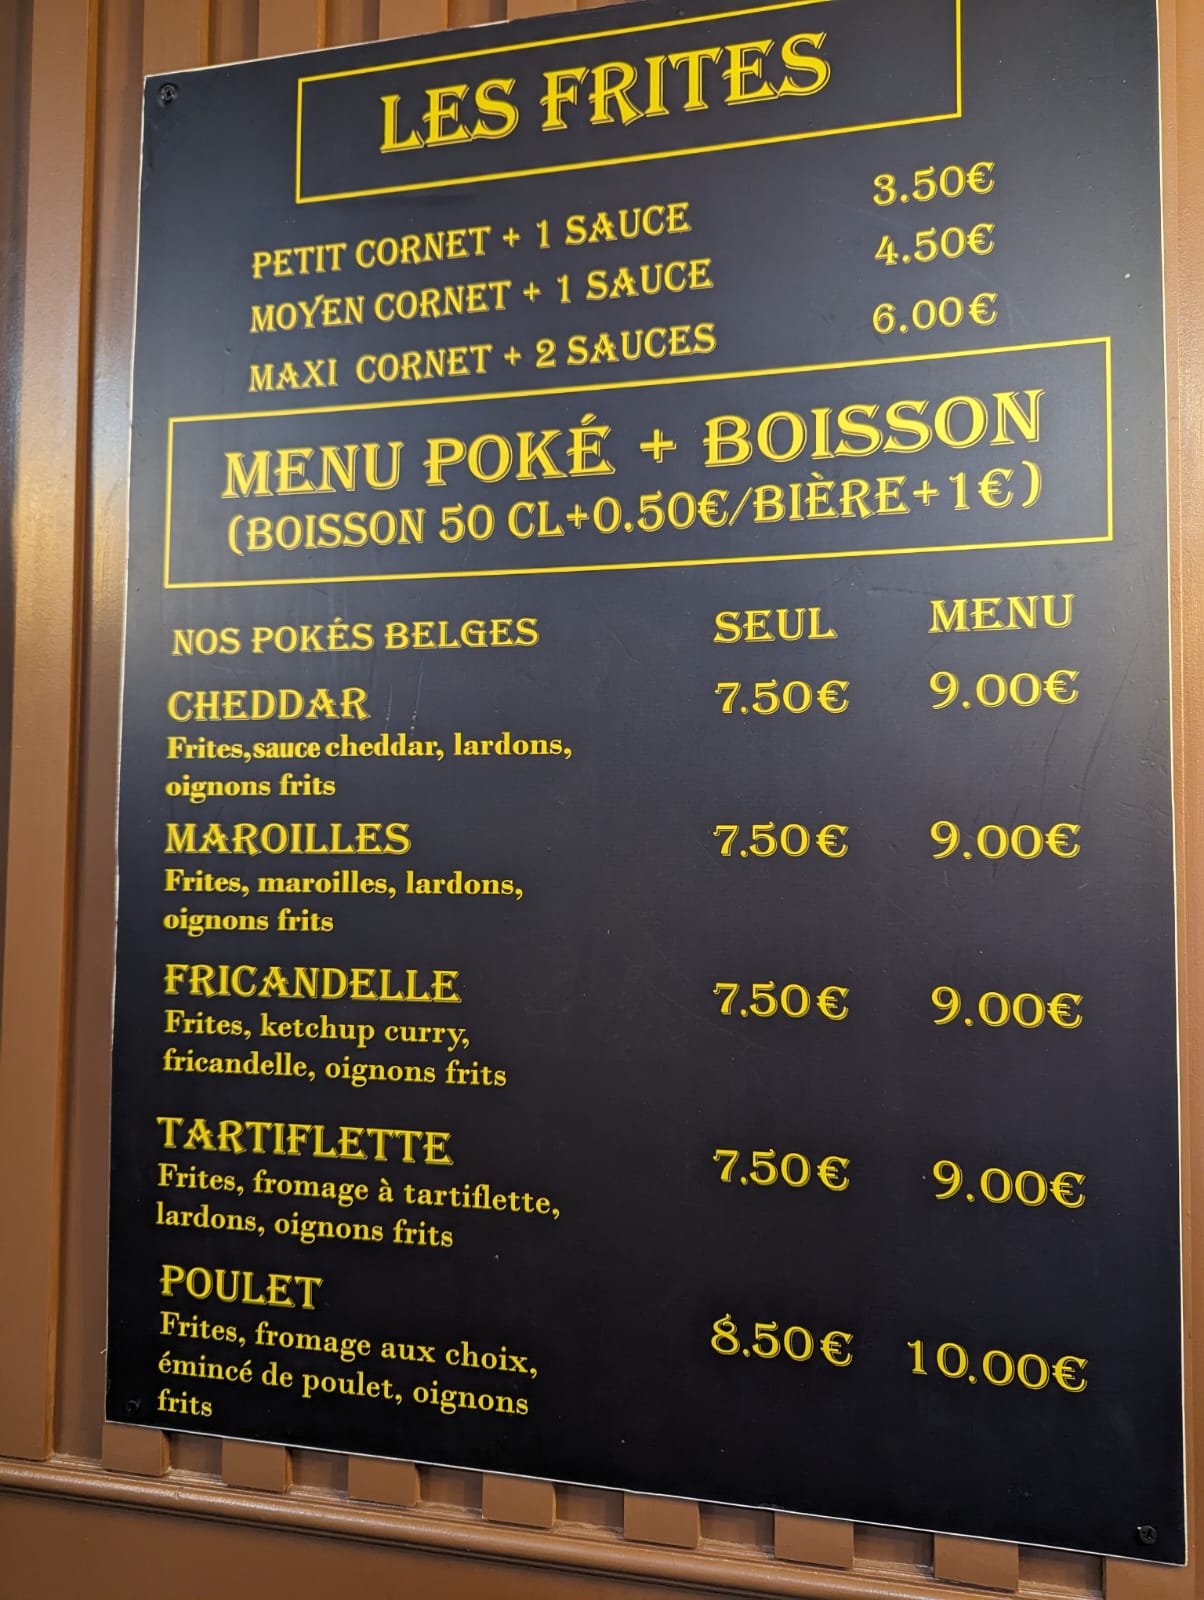 LES FRITES
PETIT CORNET + 1 SAUCE 3.50€
MOYEN CORNET + 1 SAUCE 4.50€
MAXI CORNET + 2 SAUCES 6.00€
MENU POKÉ + BOISSON
(BOISSON 50 CL+0.50€/BIÈRE+1€)
NOS POKÉS BELGES SEUL MENU
CHEDDAR 7.50€ 9.00€
Frites,sauce cheddar, lardons,
oignons frits
MAROILLES 7.50€ 9.00€
Frites, maroilles, lardons,
oignons frits
FRICANDELLE 7.50€ 9.00€
Frites, ketchup curry,
fricandelle, oignons frits
TARTIFLETTE 7.50€ 9.00€
Frites, fromage à tartiflette,
lardons, oignons frits
POULET 8.50€ 10.00€
Frites, fromage aux choix,
émincé de poulet, oignons
frits